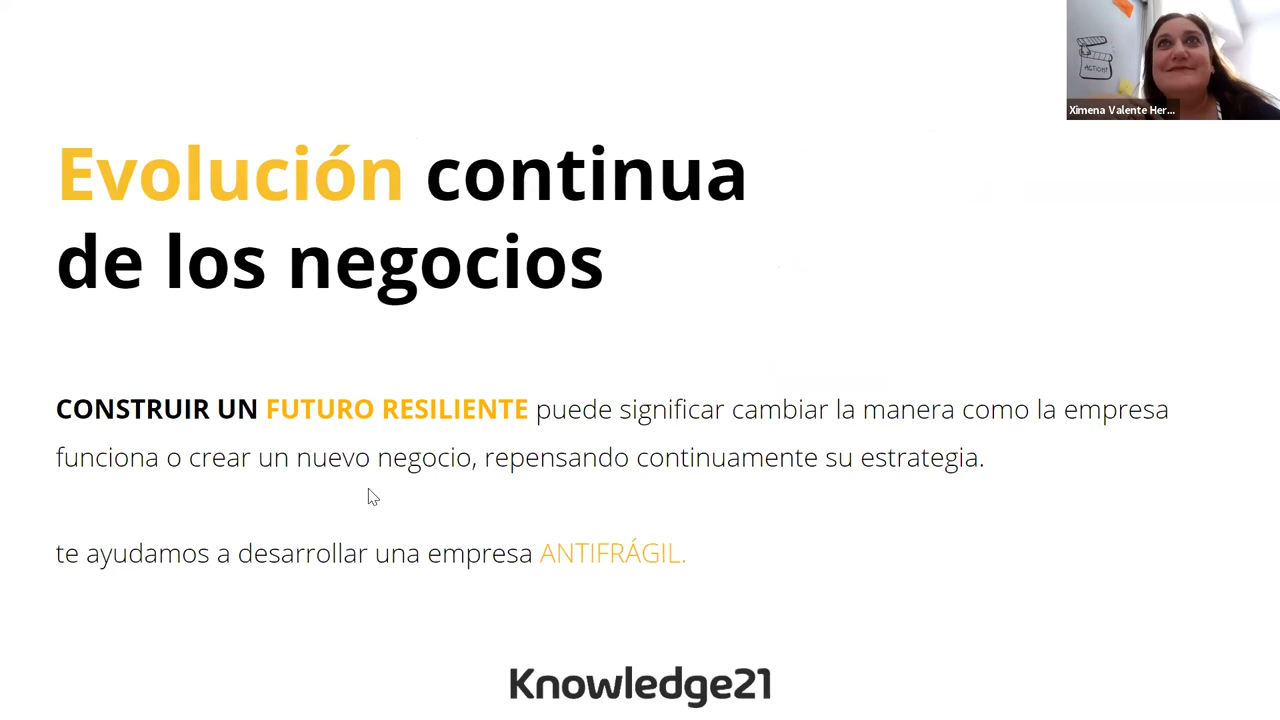 ACTION!
Ximena Valente Her...
Evolución continua
de los negocios
CONSTRUIR UN FUTURO RESILIENTE puede significar cambiar la manera como la empresa
funciona o crear un nuevo negocio, repensando continuamente su estrategia.
te ayudamos a desarrollar una empresa ANTIFRÁGIL.
Knowledge21